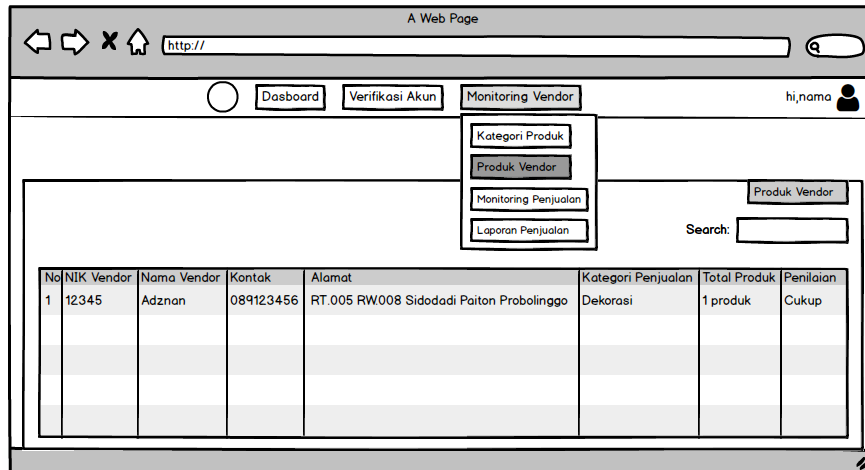 A Web Page
http://
Dasboard Verifikasi Akun Monitoring Vendor hi,nama
Kategori Produk
Produk Vendor
Monitoring Penjualan
Laporan Penjualan
Produk Vendor
Search:
No NIK Vendor Nama Vendor Kontak Alamat Kategori Penjualan Total Produk Penilaian
1 12345 Adznan 089123456 RT.005 RW.008 Sidodadi Paiton Probolinggo Dekorasi 1 produk Cukup